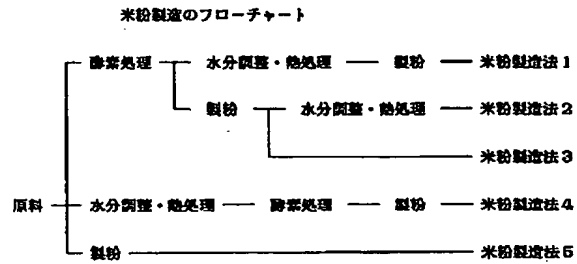 米粉製造のフローチャート
酵素処理 水分調整・熱処理 製粉 米粉製造法1
製粉 水分調整・熱処理 米粉製造法2
米粉製造法3
原料 水分調整・熱処理 酵素処理 製粉 米粉製造法4
製粉 米粉製造法5